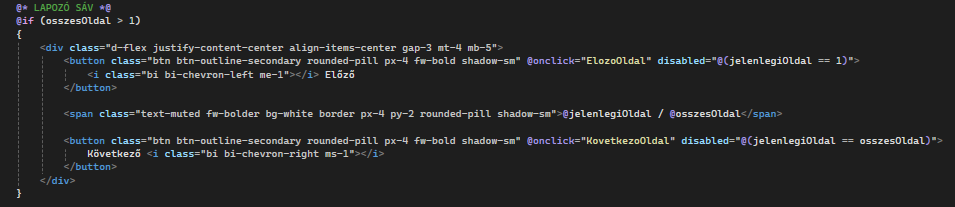 @* LAPOZÓ SÁV *@
@if (osszesOldal > 1)
{
    <div class="d-flex justify-content-center align-items-center gap-3 mt-4 mb-5">
        <button class="btn btn-outline-secondary rounded-pill px-4 fw-bold shadow-sm" @onclick="ElozoOldal" disabled="@(jelenlegiOldal == 1)">
            <i class="bi bi-chevron-left me-1"></i> Előző
        </button>

        <span class="text-muted fw-bolder bg-white border px-4 py-2 rounded-pill shadow-sm">@jelenlegiOldal / @osszesOldal</span>

        <button class="btn btn-outline-secondary rounded-pill px-4 fw-bold shadow-sm" @onclick="KovetkezoOldal" disabled="@(jelenlegiOldal == osszesOldal)">
            Következő <i class="bi bi-chevron-right ms-1"></i>
        </button>
    </div>
}